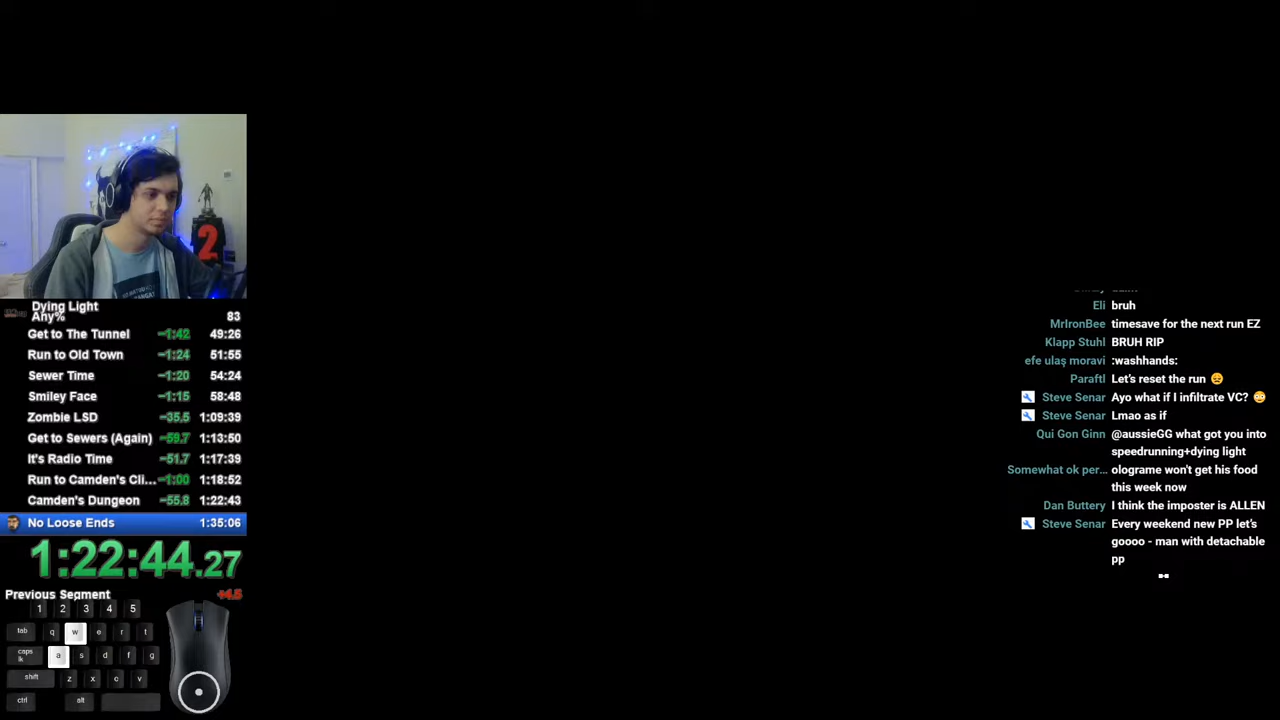 2
Dying Light
Any%
83
Get to The Tunnel -1:42 49:26
Run to Old Town -1:24 51:55
Sewer Time -1:20 54:24
Smiley Face -1:15 58:48
Zombie LSD -35.5 1:09:39
Get to Sewers (Again) -59.7 1:13:50
It's Radio Time -51.7 1:17:39
Run to Camden's Cli... -1:00 1:18:52
Camden's Dungeon -55.8 1:22:43
No Loose Ends 1:35:06
1:22:44.27
Previous Segment +4.5
1 2 3 4 5
tab q w e r t
caps lk a s d f g
shift z x c v
ctrl alt
Eli bruh
MrIronBee timesave for the next run EZ
Klapp Stuhl BRUH RIP
efe ulaş moravi :washhands:
Paraftl Let's reset the run 😣
Steve Senar Ayo what if I infiltrate VC? 😳
Steve Senar Lmao as if
Qui Gon Ginn @aussieGG what got you into
speedrunning+dying light
Somewhat ok per... olograme won't get his food
this week now
Dan Buttery I think the imposter is ALLEN
Steve Senar Every weekend new PP let's
goooo - man with detachable
pp